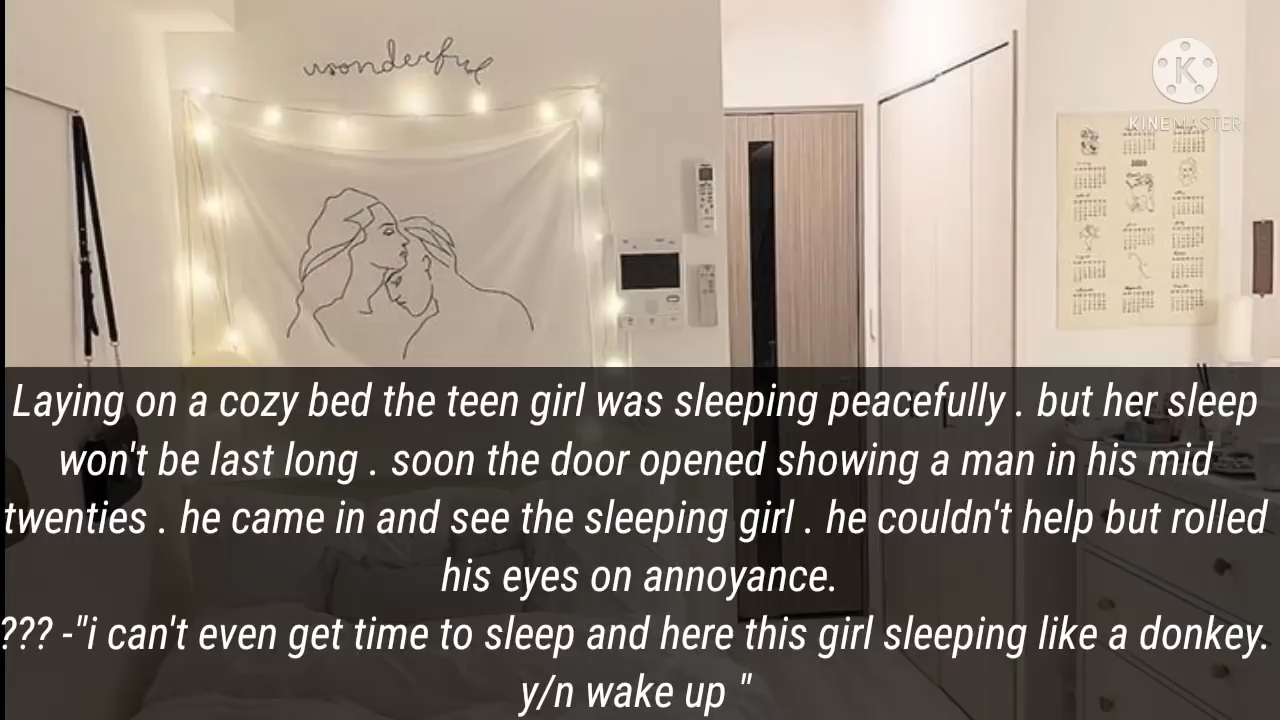 wonderful
K
KINEMASTER
Laying on a cozy bed the teen girl was sleeping peacefully . but her sleep
won't be last long . soon the door opened showing a man in his mid
twenties . he came in and see the sleeping girl . he couldn't help but rolled
his eyes on annoyance.
??? -"i can't even get time to sleep and here this girl sleeping like a donkey.
y/n wake up "